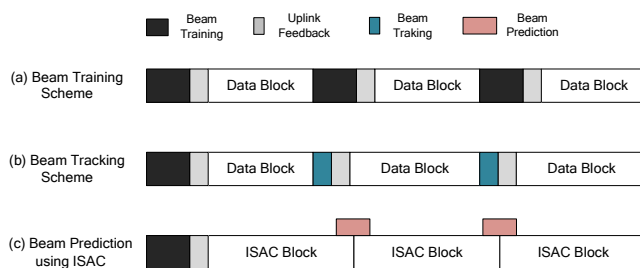 Beam Training
Uplink Feedback
Beam Traking
Beam Prediction
(a) Beam Training Scheme
Data Block
Data Block
Data Block
(b) Beam Tracking Scheme
Data Block
Data Block
Data Block
(c) Beam Prediction using ISAC
ISAC Block
ISAC Block
ISAC Block